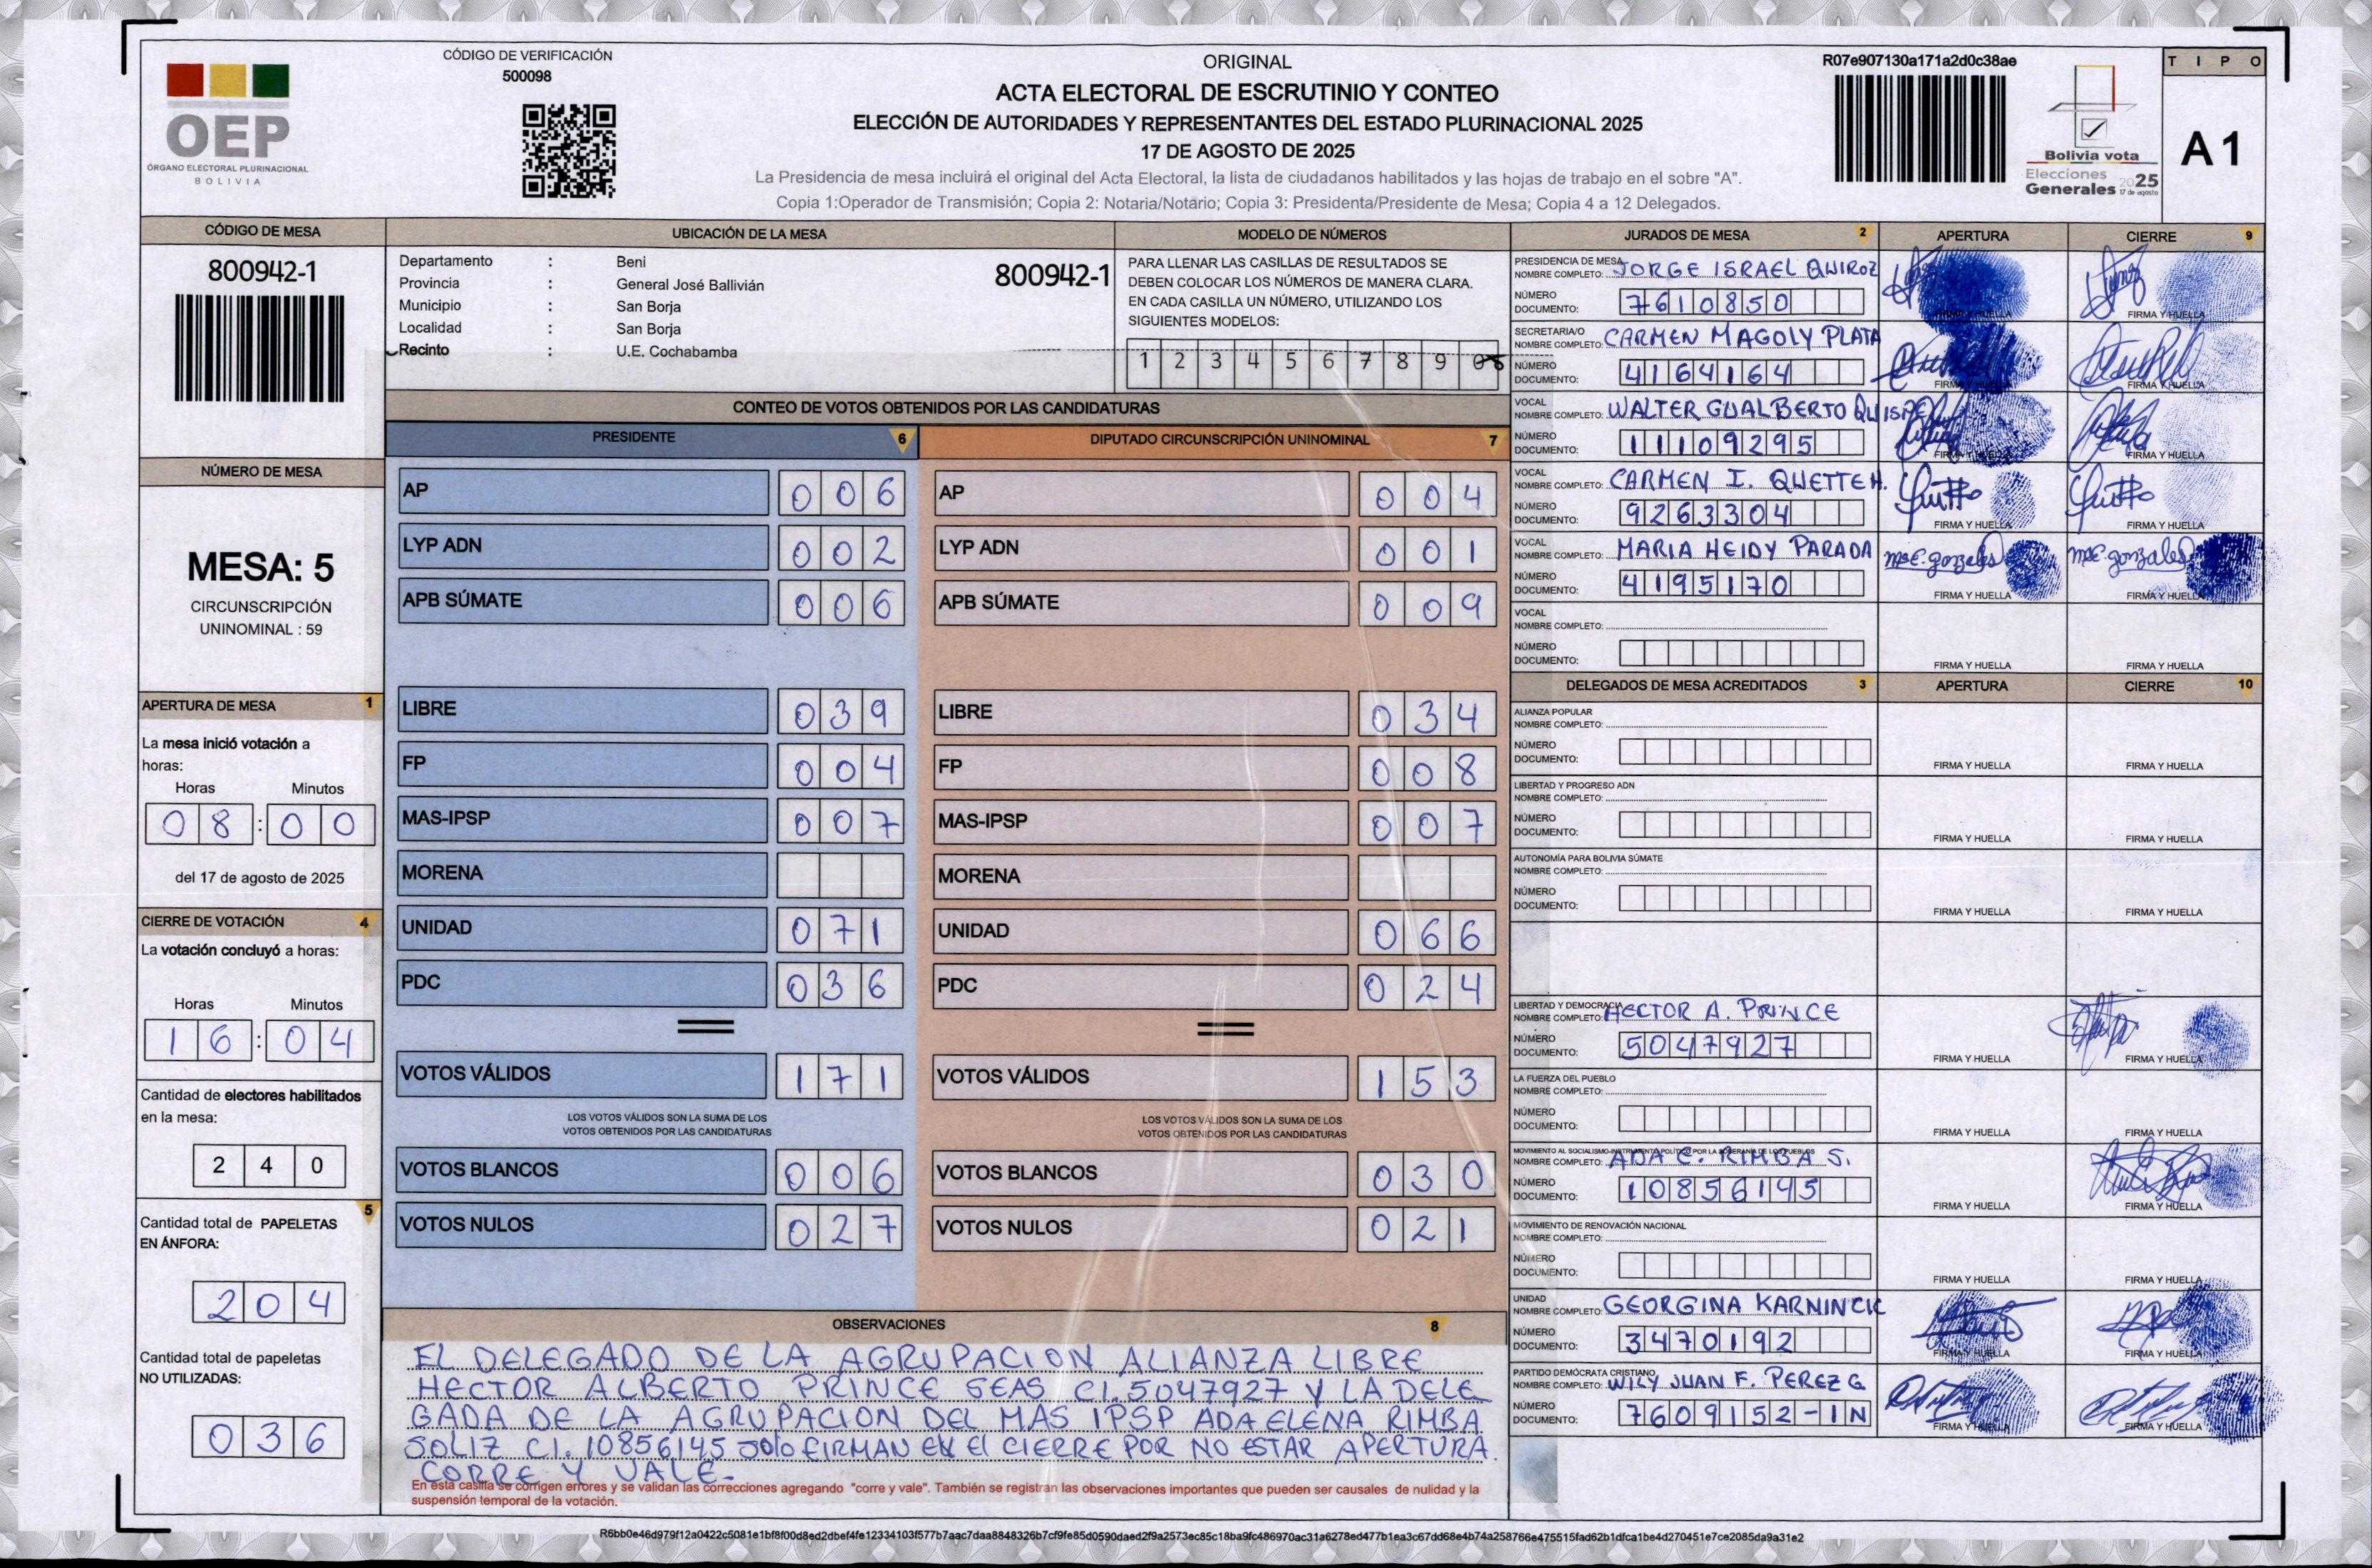 CÓDIGO DE VERIFICACIÓN
500098
OEP
ÓRGANO ELECTORAL PLURINACIONAL
BOLIVIA
ORIGINAL
ACTA ELECTORAL DE ESCRUTINIO Y CONTEO
ELECCIÓN DE AUTORIDADES Y REPRESENTANTES DEL ESTADO PLURINACIONAL 2025
17 DE AGOSTO DE 2025
La Presidencia de mesa incluirá el original del Acta Electoral, la lista de ciudadanos habilitados y las hojas de trabajo en el sobre "A".
Copia 1:Operador de Transmisión; Copia 2: Notaria/Notario; Copia 3: Presidenta/Presidente de Mesa; Copia 4 a 12 Delegados.
R07e907130a171a2d0c38ae
Bolivia vota
Elecciones
Generales 2025
17 de agosto
TIPO
A1
CÓDIGO DE MESA
800942-1
NÚMERO DE MESA
MESA: 5
CIRCUNSCRIPCIÓN
UNINOMINAL : 59
APERTURA DE MESA 1
La mesa inició votación a
horas:
Horas Minutos
08:00
del 17 de agosto de 2025
CIERRE DE VOTACIÓN 4
La votación concluyó a horas:
Horas Minutos
16:04
Cantidad de electores habilitados
en la mesa:
240
5
Cantidad total de PAPELETAS
EN ÁNFORA:
204
Cantidad total de papeletas
NO UTILIZADAS:
036
UBICACIÓN DE LA MESA
Departamento : Beni
800942-1
Provincia : General José Ballivián
Municipio : San Borja
Localidad : San Borja
Recinto : U.E. Cochabamba
MODELO DE NÚMEROS
PARA LLENAR LAS CASILLAS DE RESULTADOS SE
DEBEN COLOCAR LOS NÚMEROS DE MANERA CLARA.
EN CADA CASILLA UN NÚMERO, UTILIZANDO LOS
SIGUIENTES MODELOS:
1 2 3 4 5 6 7 8 9 0
CONTEO DE VOTOS OBTENIDOS POR LAS CANDIDATURAS
PRESIDENTE 6
AP 006
LYP ADN 002
APB SÚMATE 006
LIBRE 039
FP 004
MAS-IPSP 007
MORENA
UNIDAD 071
PDC 036
VOTOS VÁLIDOS 171
LOS VOTOS VÁLIDOS SON LA SUMA DE LOS
VOTOS OBTENIDOS POR LAS CANDIDATURAS
VOTOS BLANCOS 006
VOTOS NULOS 027
DIPUTADO CIRCUNSCRIPCIÓN UNINOMINAL 7
AP 004
LYP ADN 001
APB SÚMATE 009
LIBRE 034
FP 008
MAS-IPSP 007
MORENA
UNIDAD 066
PDC 024
VOTOS VÁLIDOS 153
LOS VOTOS VÁLIDOS SON LA SUMA DE LOS
VOTOS OBTENIDOS POR LAS CANDIDATURAS
VOTOS BLANCOS 030
VOTOS NULOS 021
OBSERVACIONES 8
EL DELEGADO DE LA AGRUPACION ALIANZA LIBRE
HECTOR ALBERTO PRINCE SEAS CI. 5047927 Y LA DELE
GADA DE LA AGRUPACION DEL MAS IPSP ADA ELENA RIMBA
SOLIZ CI. 10856145 solo FIRMAN EN El CIERRE POR NO ESTAR APERTURA.
CORRE Y VALE.-
En esta casilla se corrigen errores y se validan las correcciones agregando "corre y vale". También se registran las observaciones importantes que pueden ser causales de nulidad y la
suspensión temporal de la votación.
JURADOS DE MESA 2 APERTURA CIERRE 9
PRESIDENCIA DE MESA
NOMBRE COMPLETO: JORGE ISRAEL QUIROZ
NÚMERO
DOCUMENTO: 7610850
FIRMA Y HUELLA FIRMA Y HUELLA
SECRETARIA/O
NOMBRE COMPLETO: CARMEN MAGOLY PLATA
NÚMERO
DOCUMENTO: 4164164
FIRMA Y HUELLA FIRMA Y HUELLA
VOCAL
NOMBRE COMPLETO: WALTER GUALBERTO QUISPE
NÚMERO
DOCUMENTO: 11109295
FIRMA Y HUELLA FIRMA Y HUELLA
VOCAL
NOMBRE COMPLETO: CARMEN I. QUETTE H.
NÚMERO
DOCUMENTO: 9263304
FIRMA Y HUELLA FIRMA Y HUELLA
VOCAL
NOMBRE COMPLETO: MARIA HEIDY PARADA
NÚMERO
DOCUMENTO: 4195170
FIRMA Y HUELLA FIRMA Y HUELLA
VOCAL
NOMBRE COMPLETO:
NÚMERO
DOCUMENTO:
FIRMA Y HUELLA FIRMA Y HUELLA
DELEGADOS DE MESA ACREDITADOS 3 APERTURA CIERRE 10
ALIANZA POPULAR
NOMBRE COMPLETO:
NÚMERO
DOCUMENTO:
FIRMA Y HUELLA FIRMA Y HUELLA
LIBERTAD Y PROGRESO ADN
NOMBRE COMPLETO:
NÚMERO
DOCUMENTO:
FIRMA Y HUELLA FIRMA Y HUELLA
AUTONOMÍA PARA BOLIVIA SÚMATE
NOMBRE COMPLETO:
NÚMERO
DOCUMENTO:
FIRMA Y HUELLA FIRMA Y HUELLA
LIBERTAD Y DEMOCRACIA
NOMBRE COMPLETO: HECTOR A. PRINCE
NÚMERO
DOCUMENTO: 5047927
FIRMA Y HUELLA FIRMA Y HUELLA
LA FUERZA DEL PUEBLO
NOMBRE COMPLETO:
NÚMERO
DOCUMENTO:
FIRMA Y HUELLA FIRMA Y HUELLA
MOVIMIENTO AL SOCIALISMO-INSTRUMENTO POLÍTICO POR LA SOBERANÍA DE LOS PUEBLOS
NOMBRE COMPLETO: ADA E. RIMBA S.
NÚMERO
DOCUMENTO: 10856145
FIRMA Y HUELLA FIRMA Y HUELLA
MOVIMIENTO DE RENOVACIÓN NACIONAL
NOMBRE COMPLETO:
NÚMERO
DOCUMENTO:
FIRMA Y HUELLA FIRMA Y HUELLA
UNIDAD
NOMBRE COMPLETO: GEORGINA KARNINCIC
NÚMERO
DOCUMENTO: 3470192
FIRMA Y HUELLA FIRMA Y HUELLA
PARTIDO DEMÓCRATA CRISTIANO
NOMBRE COMPLETO: WILY JUAN F. PEREZ G
NÚMERO
DOCUMENTO: 7609152-1N
FIRMA Y HUELLA FIRMA Y HUELLA